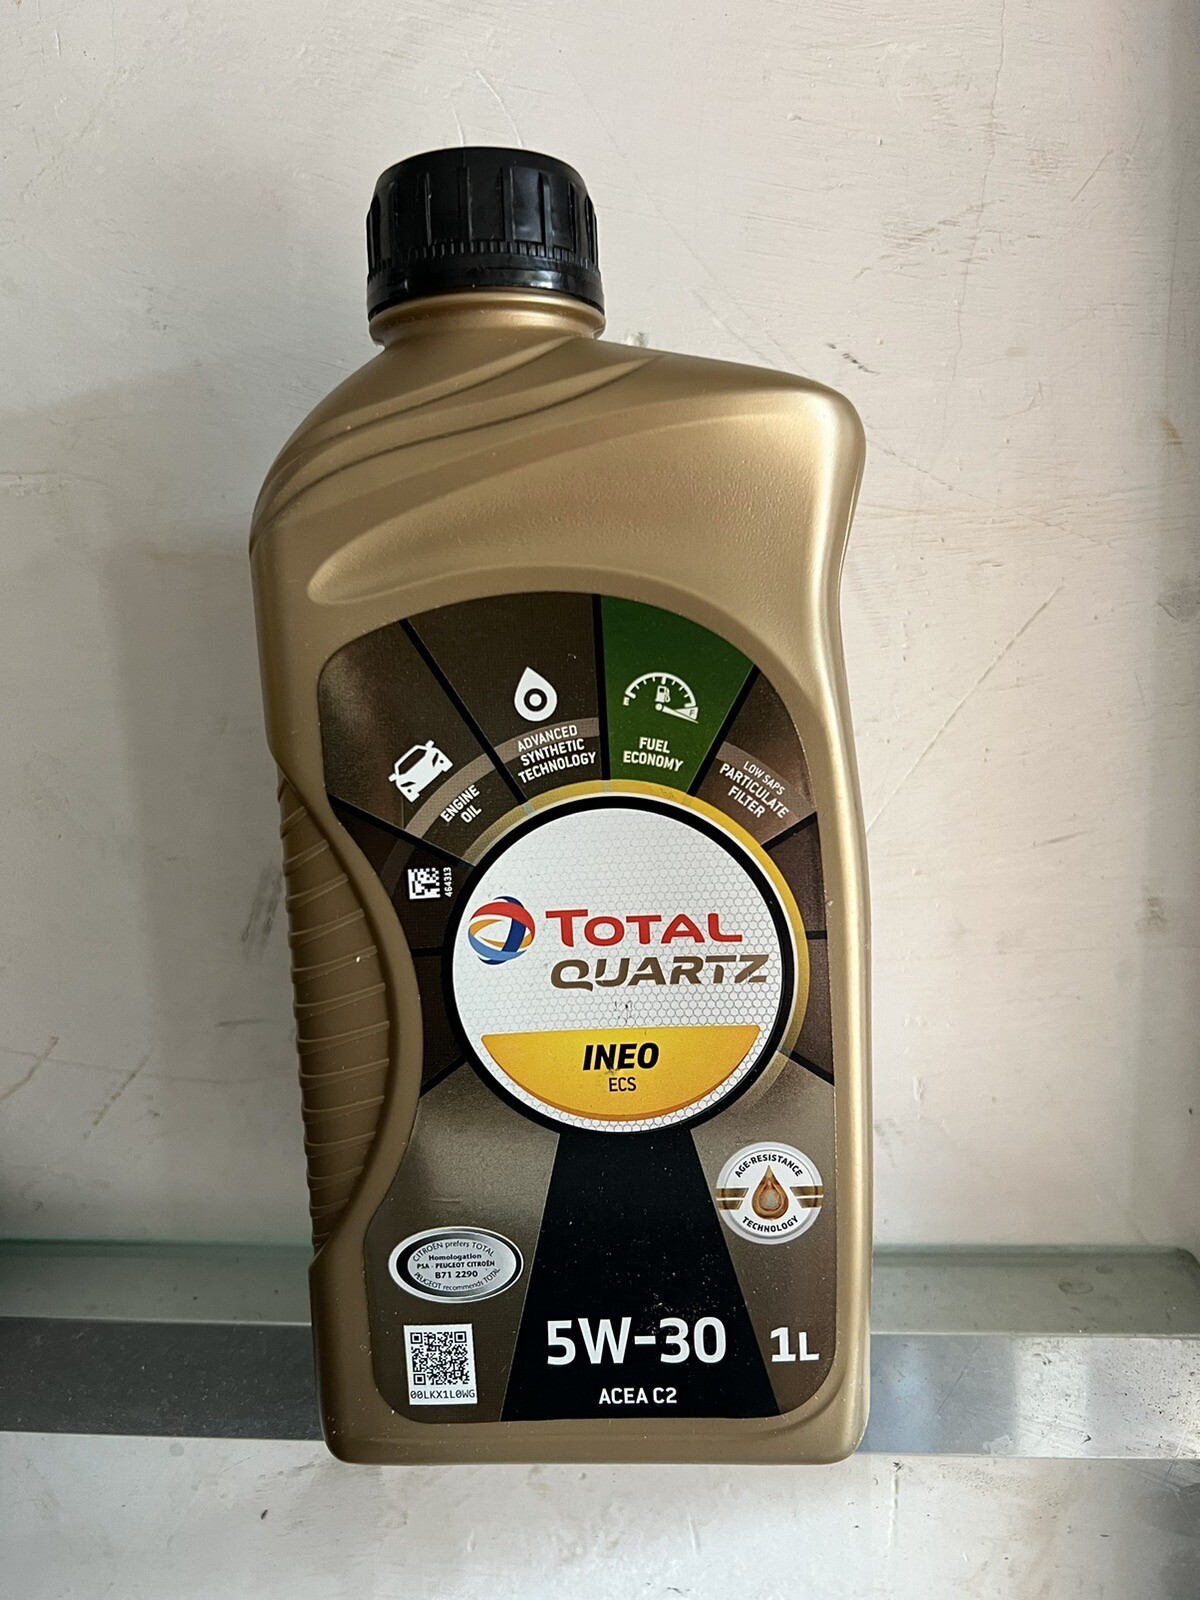 ENGINE
OIL
ADVANCED
SYNTHETIC
TECHNOLOGY
FUEL
ECONOMY
LOW SAPS
PARTICULATE
FILTER
464313
TOTAL
QUARTZ
INEO
ECS
AGE-RESISTANCE
TECHNOLOGY
CITROËN prefers TOTAL
Homologation
PSA - PEUGEOT CITROËN
B71 2290
PEUGEOT recommends TOTAL
00LKX1L0WG
5W-30
1L
ACEA C2